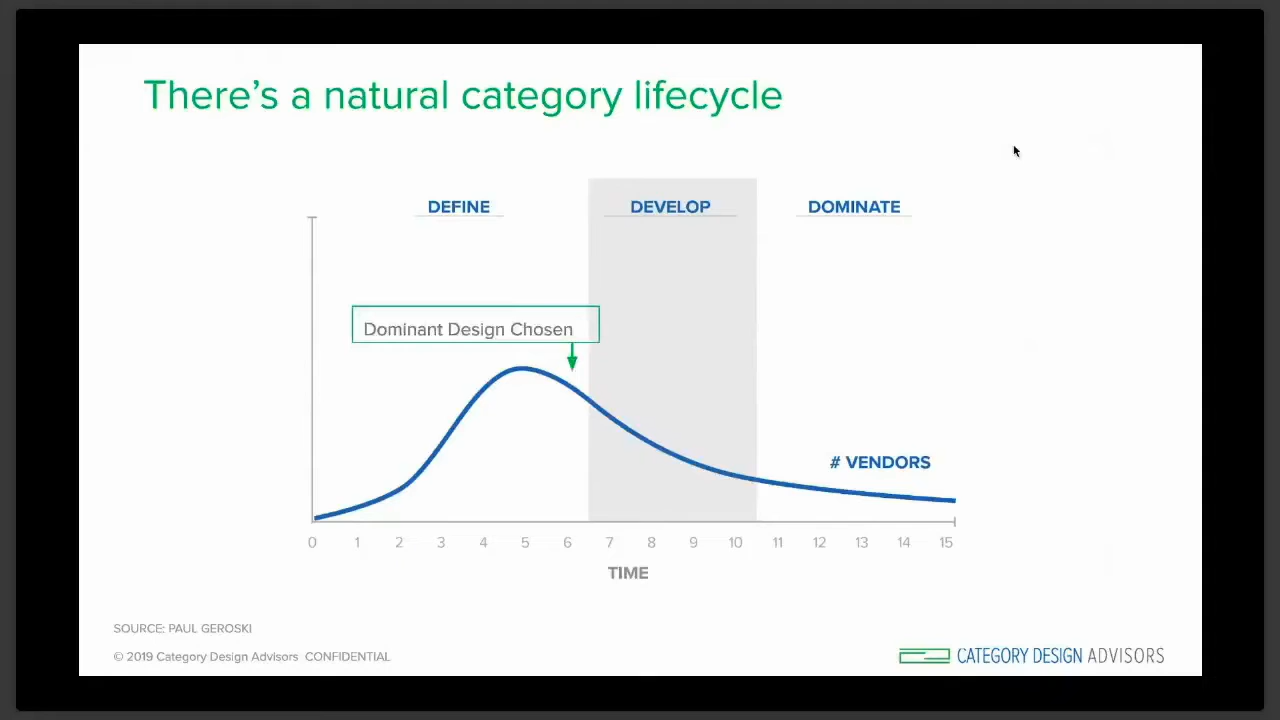 There's a natural category lifecycle
DEFINE
DEVELOP
DOMINATE
Dominant Design Chosen
# VENDORS
0 1 2 3 4 5 6 7 8 9 10 11 12 13 14 15
TIME
SOURCE: PAUL GEROSKI
© 2019 Category Design Advisors CONFIDENTIAL
CATEGORY DESIGN ADVISORS